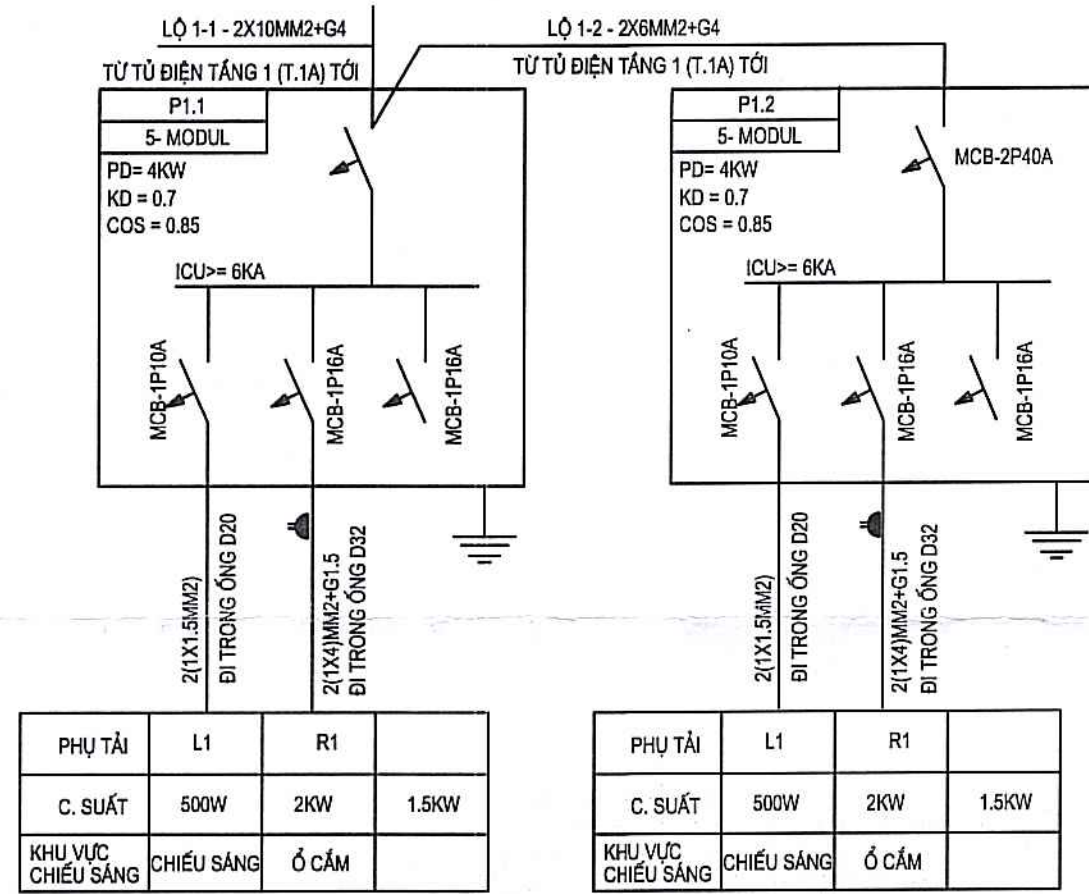 LỘ 1-1 - 2X10MM2+G4
TỪ TỦ ĐIỆN TẦNG 1 (T.1A) TỚI
LỘ 1-2 - 2X6MM2+G4
TỪ TỦ ĐIỆN TẦNG 1 (T.1A) TỚI
P1.1
5- MODUL
PD= 4KW
KD = 0.7
COS = 0.85
ICU>= 6KA
MCB-1P10A
MCB-1P16A
MCB-1P16A
2(1X1.5MM2)
ĐI TRONG ỐNG D20
2(1X4)MM2+G1.5
ĐI TRONG ỐNG D32
PHỤ TẢI L1 R1
C. SUẤT 500W 2KW 1.5KW
KHU VỰC
CHIẾU SÁNG CHIẾU SÁNG Ổ CẮM
P1.2
5- MODUL
MCB-2P40A
PD= 4KW
KD = 0.7
COS = 0.85
ICU>= 6KA
MCB-1P10A
MCB-1P16A
MCB-1P16A
2(1X1.5MM2)
ĐI TRONG ỐNG D20
2(1X4)MM2+G1.5
ĐI TRONG ỐNG D32
PHỤ TẢI L1 R1
C. SUẤT 500W 2KW 1.5KW
KHU VỰC
CHIẾU SÁNG CHIẾU SÁNG Ổ CẮM